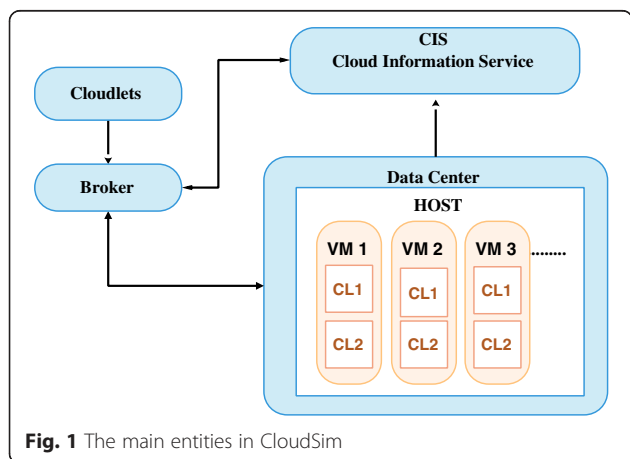 CIS
Cloud Information Service
Cloudlets
Broker
Data Center
HOST
VM 1 VM 2 VM 3 ........
CL1 CL1 CL1
CL2 CL2 CL2
Fig. 1 The main entities in CloudSim